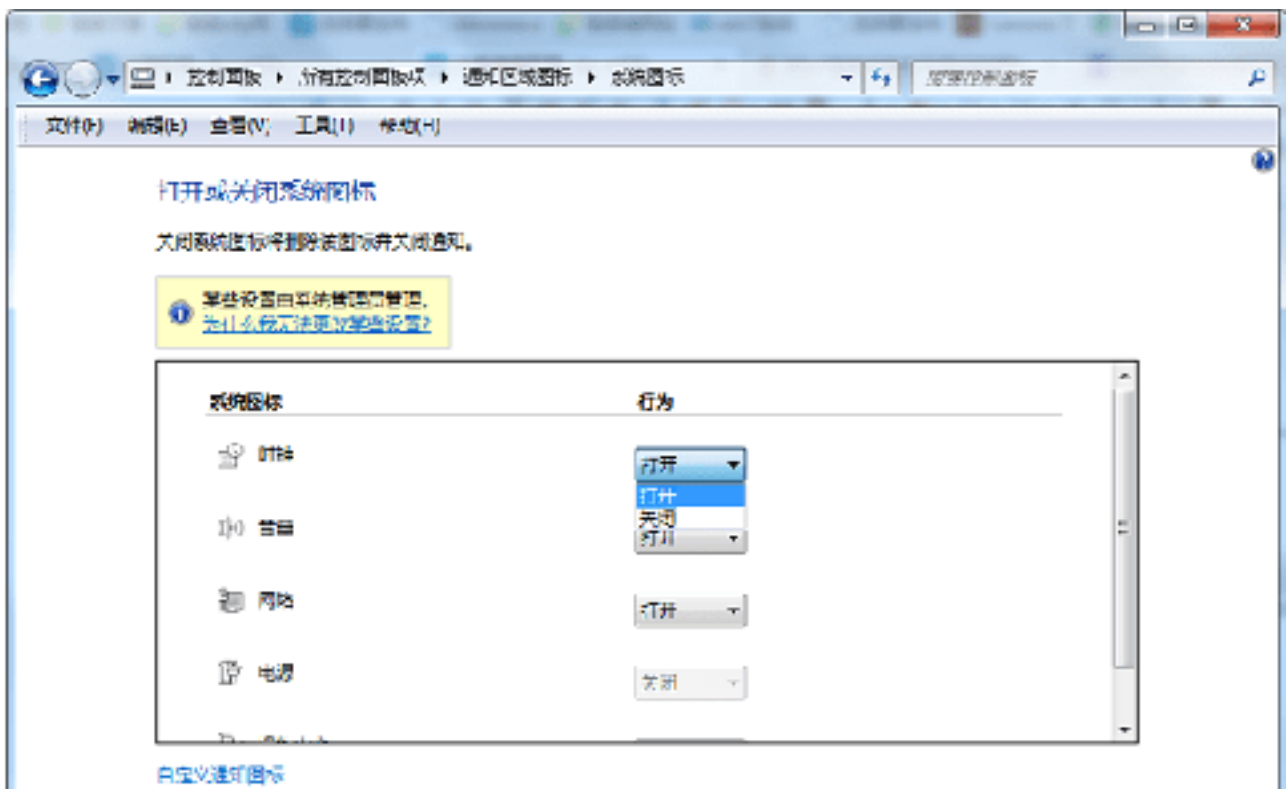 控制面板 ▸ 所有控制面板项 ▸ 通知区域图标 ▸ 系统图标
搜索控制面板
文件(F) 编辑(E) 查看(V) 工具(T) 帮助(H)
打开或关闭系统图标
关闭系统图标将删除该图标并关闭通知。
某些设置由系统管理员管理。
为什么我无法更改某些设置?
系统图标 行为
时钟 打开
打开
关闭
音量 打开
网络 打开
电源 关闭
自定义通知图标